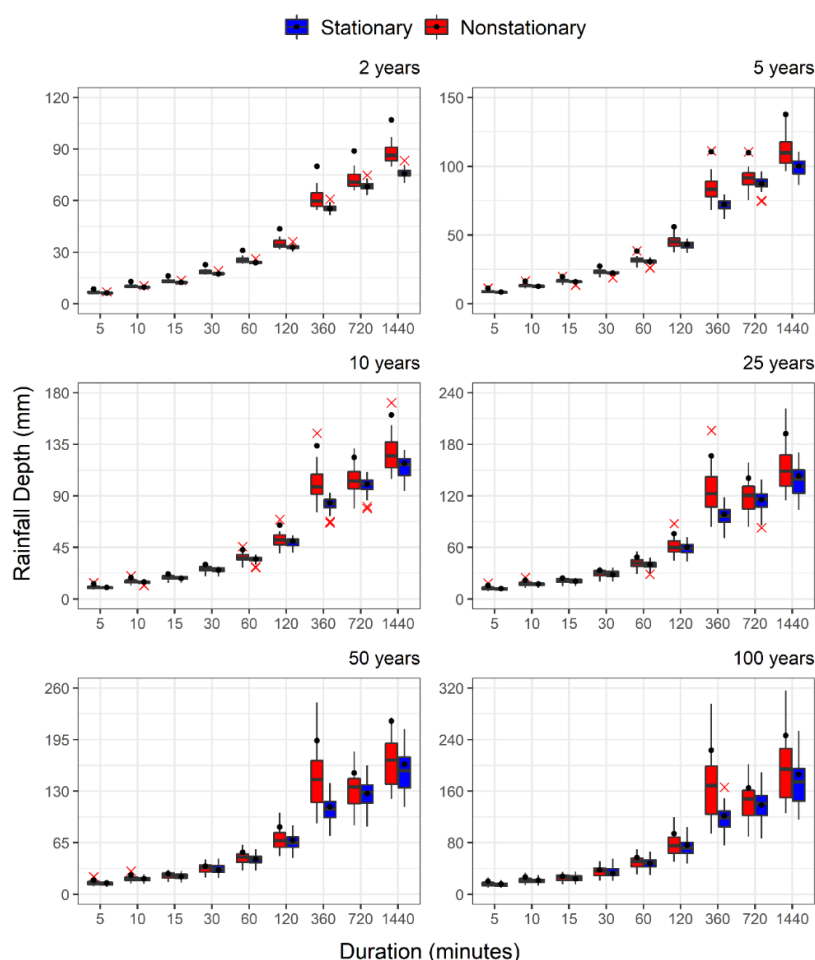 Stationary Nonstationary
2 years
5 years
120
90
60
30
0
5 10 15 30 60 120 360 720 1440
150
100
50
0
5 10 15 30 60 120 360 720 1440
10 years
25 years
180
135
90
45
0
5 10 15 30 60 120 360 720 1440
240
180
120
60
0
5 10 15 30 60 120 360 720 1440
50 years
100 years
260
195
130
65
0
5 10 15 30 60 120 360 720 1440
320
240
160
80
0
5 10 15 30 60 120 360 720 1440
Rainfall Depth (mm)
Duration (minutes)